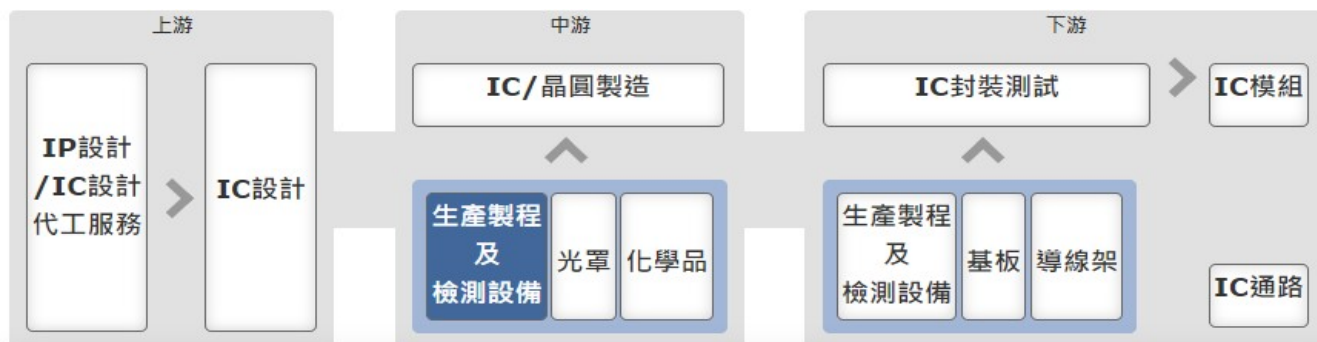 上游
IP設計
/IC設計
代工服務
IC設計
中游
IC/晶圓製造
生產製程
及
檢測設備
光罩
化學品
下游
IC封裝測試
IC模組
生產製程
及
檢測設備
基板
導線架
IC通路